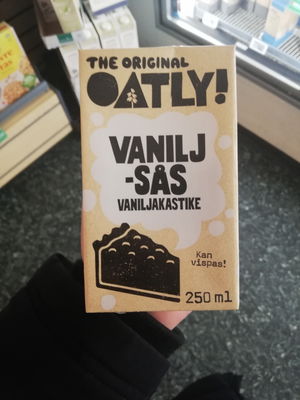 THE ORIGINAL
OATLY!
VANILJ
-SÅS
VANILJAKASTIKE
Kan
vispas!
250 ml